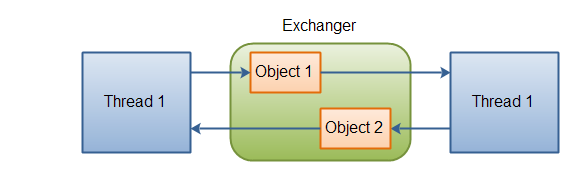 Exchanger
Thread 1
Object 1
Object 2
Thread 1